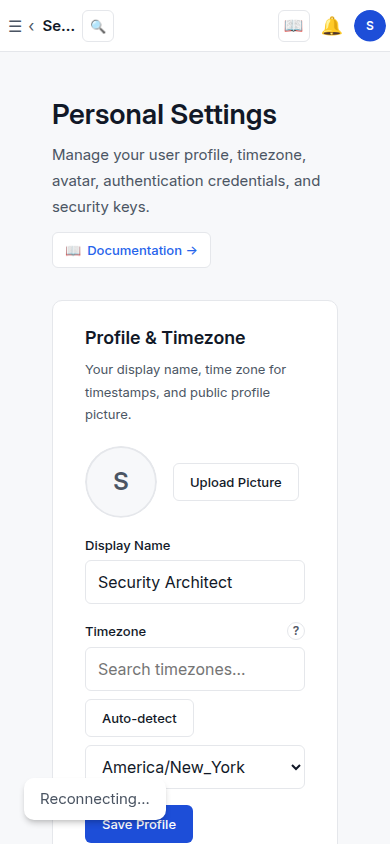 Se...
S
Personal Settings
Manage your user profile, timezone,
avatar, authentication credentials, and
security keys.
Documentation →
Profile & Timezone
Your display name, time zone for
timestamps, and public profile
picture.
S
Upload Picture
Display Name
Security Architect
Timezone
?
Search timezones...
Auto-detect
America/New_York
Reconnecting...
Save Profile